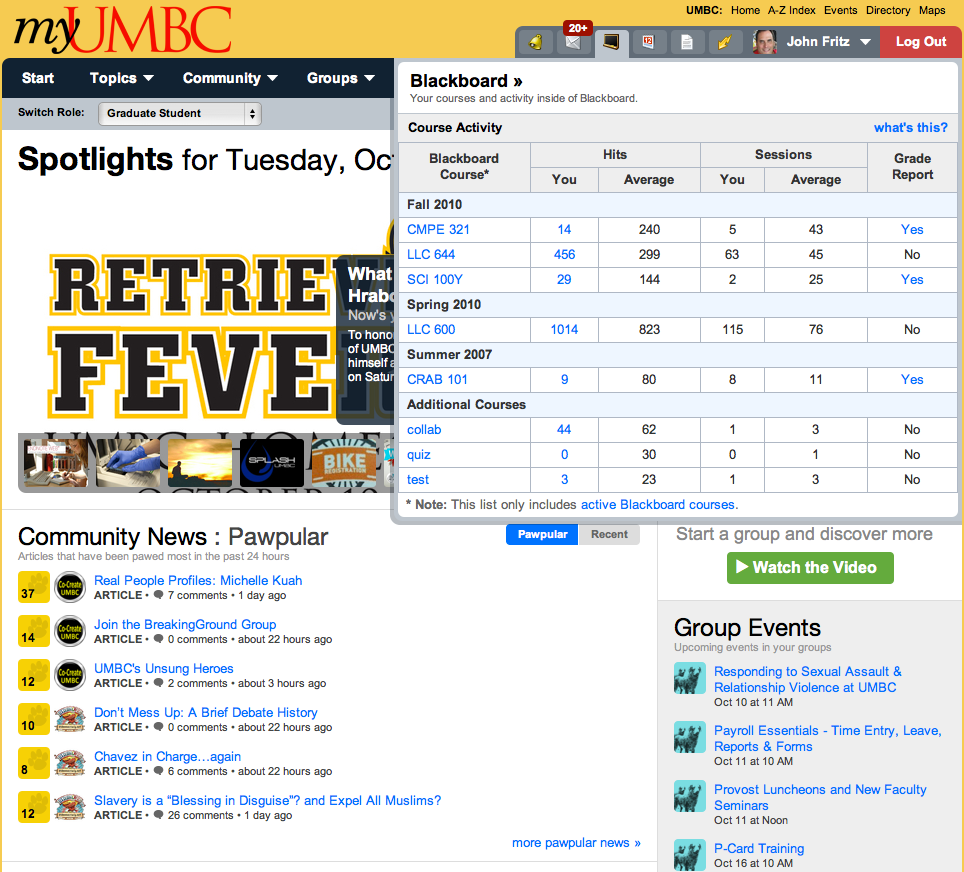 myUMBC
UMBC: Home A-Z Index Events Directory Maps
20+
John Fritz
Log Out
Start Topics Community Groups
Switch Role: Graduate Student
Spotlights for Tuesday, Oc
RETRIE
FEVE
What
Hrabo
Now's y
To hono
of UMBC
himself a
on Satur
SPLASH
UMBC
BIKE
REGISTRATION
Blackboard »
Your courses and activity inside of Blackboard.
Course Activity what's this?
Blackboard Course* Hits Sessions Grade Report
You Average You Average
Fall 2010
CMPE 321 14 240 5 43 Yes
LLC 644 456 299 63 45 No
SCI 100Y 29 144 2 25 Yes
Spring 2010
LLC 600 1014 823 115 76 No
Summer 2007
CRAB 101 9 80 8 11 Yes
Additional Courses
collab 44 62 1 3 No
quiz 0 30 0 1 No
test 3 23 1 3 No
* Note: This list only includes active Blackboard courses.
Community News : Pawpular
Pawpular Recent
Articles that have been pawed most in the past 24 hours
37 Co-Create UMBC Real People Profiles: Michelle Kuah
ARTICLE • 7 comments • 1 day ago
14 Co-Create UMBC Join the BreakingGround Group
ARTICLE • 0 comments • about 22 hours ago
12 Co-Create UMBC UMBC's Unsung Heroes
ARTICLE • 2 comments • about 3 hours ago
10 Don't Mess Up: A Brief Debate History
ARTICLE • 0 comments • about 22 hours ago
8 Chavez in Charge…again
ARTICLE • 6 comments • about 22 hours ago
12 Slavery is a “Blessing in Disguise”? and Expel All Muslims?
ARTICLE • 26 comments • 1 day ago
more pawpular news »
Start a group and discover more
Watch the Video
Group Events
Upcoming events in your groups
Responding to Sexual Assault &
Relationship Violence at UMBC
Oct 10 at 11 AM
Payroll Essentials - Time Entry, Leave,
Reports & Forms
Oct 11 at 10 AM
Provost Luncheons and New Faculty
Seminars
Oct 11 at Noon
P-Card Training
Oct 16 at 10 AM